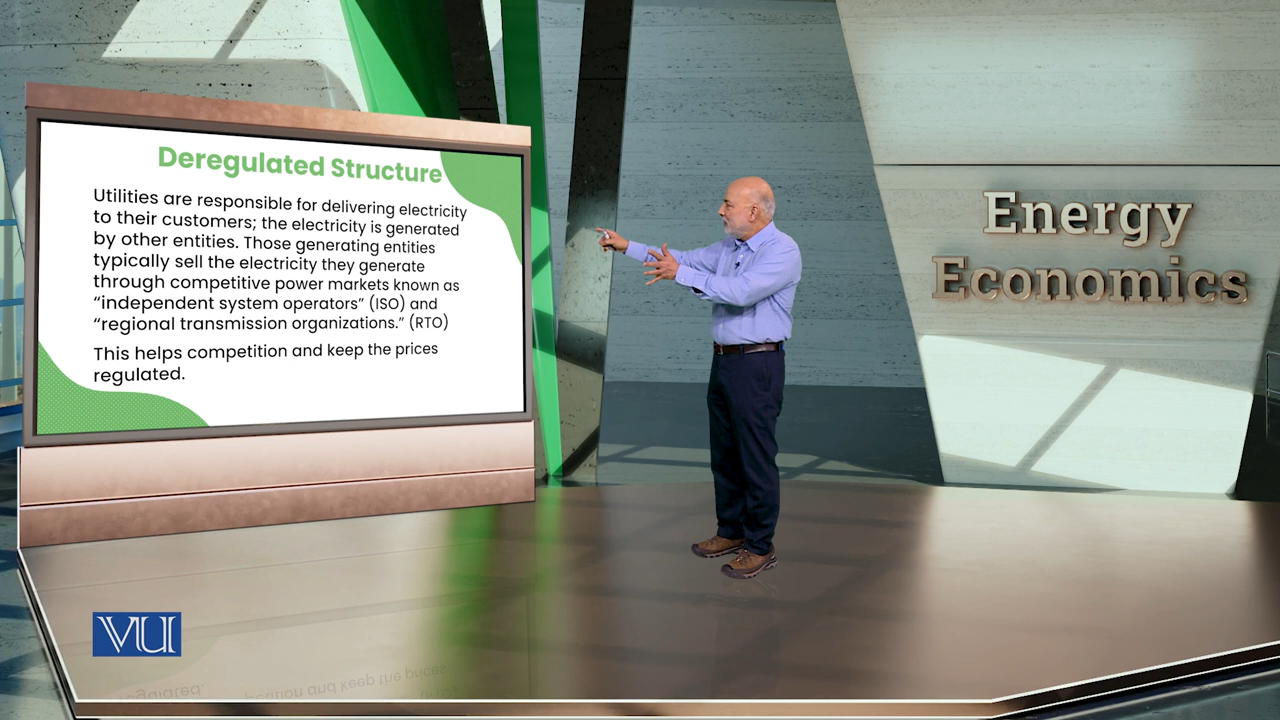 Deregulated Structure
Utilities are responsible for delivering electricity
to their customers; the electricity is generated
by other entities. Those generating entities
typically sell the electricity they generate
through competitive power markets known as
“independent system operators” (ISO) and
“regional transmission organizations.” (RTO)
This helps competition and keep the prices
regulated.
Energy
Economics
VU